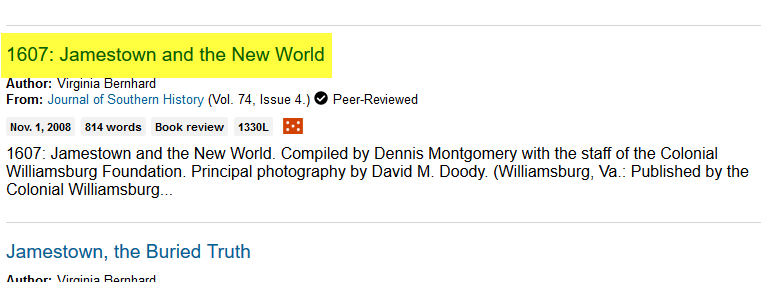 1607: Jamestown and the New World
Author: Virginia Bernhard
From: Journal of Southern History (Vol. 74, Issue 4.) Peer-Reviewed
Nov. 1, 2008 814 words Book review 1330L
1607: Jamestown and the New World. Compiled by Dennis Montgomery with the staff of the Colonial
Williamsburg Foundation. Principal photography by David M. Doody. (Williamsburg, Va.: Published by the
Colonial Williamsburg...
Jamestown, the Buried Truth
Author: Virginia Bernhard